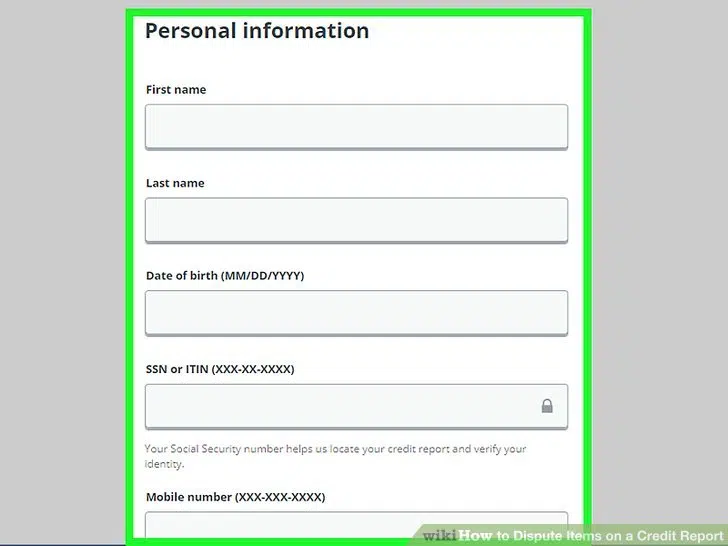 Personal information
First name
Last name
Date of birth (MM/DD/YYYY)
SSN or ITIN (XXX-XX-XXXX)
Your Social Security number helps us locate your credit report and verify your
identity.
Mobile number (XXX-XXX-XXXX)
wikiHow to Dispute Items on a Credit Report